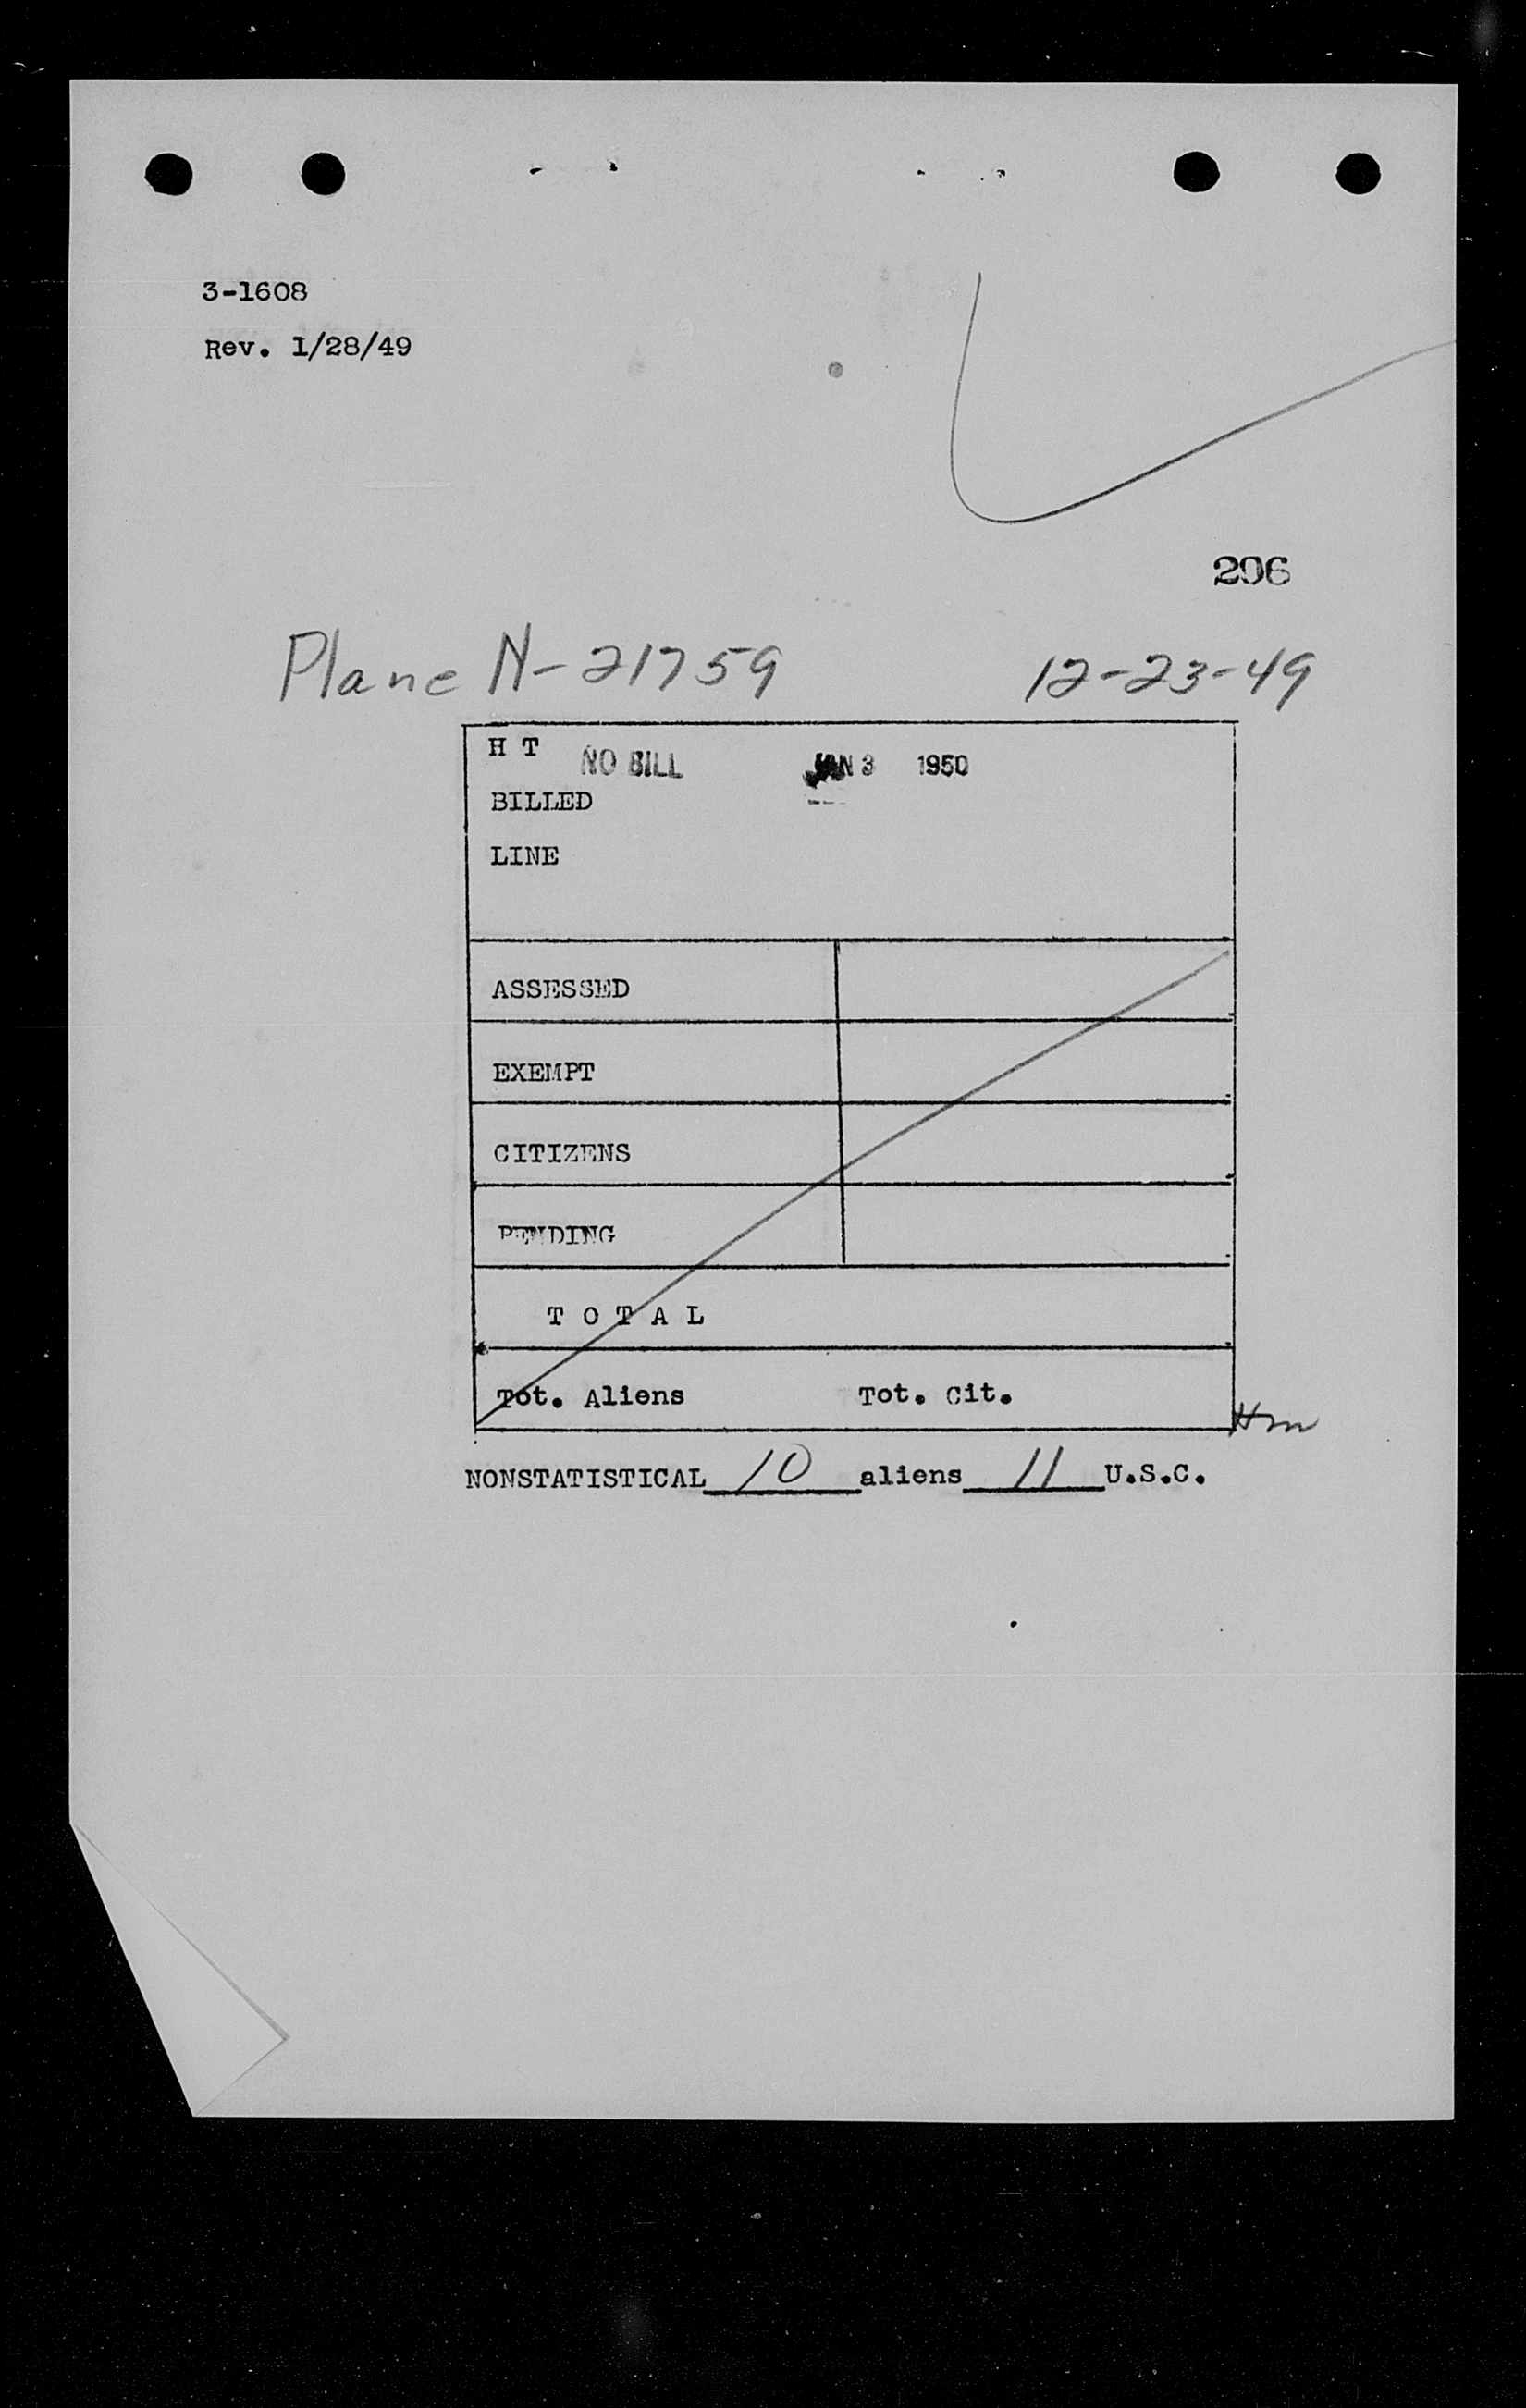 3-1608
Rev. 1/28/49
206
Plane N-21759 12-23-49
H T NO BILL JAN 3 1950
BILLED
LINE
ASSESSED
EXEMPT
CITIZENS
PENDING
T O T A L
Tot. Aliens Tot. Cit.
NONSTATISTICAL 10 aliens 11 U.S.C.